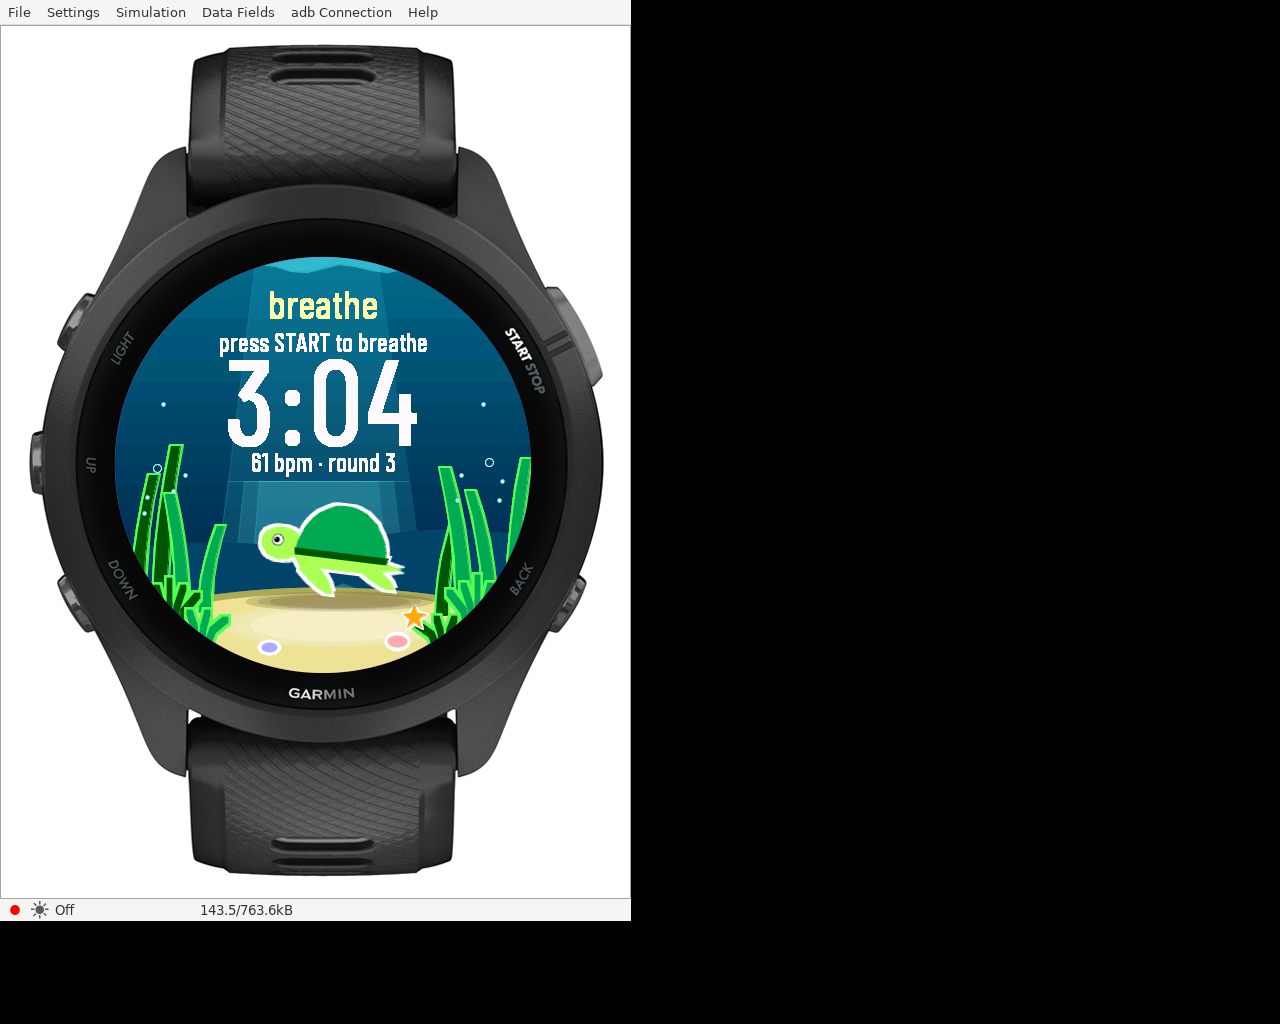 File Settings Simulation Data Fields adb Connection Help
breathe
press START to breathe
3:04
61 bpm · round 3
LIGHT
START STOP
UP
DOWN
BACK
GARMIN
Off 143.5/763.6kB